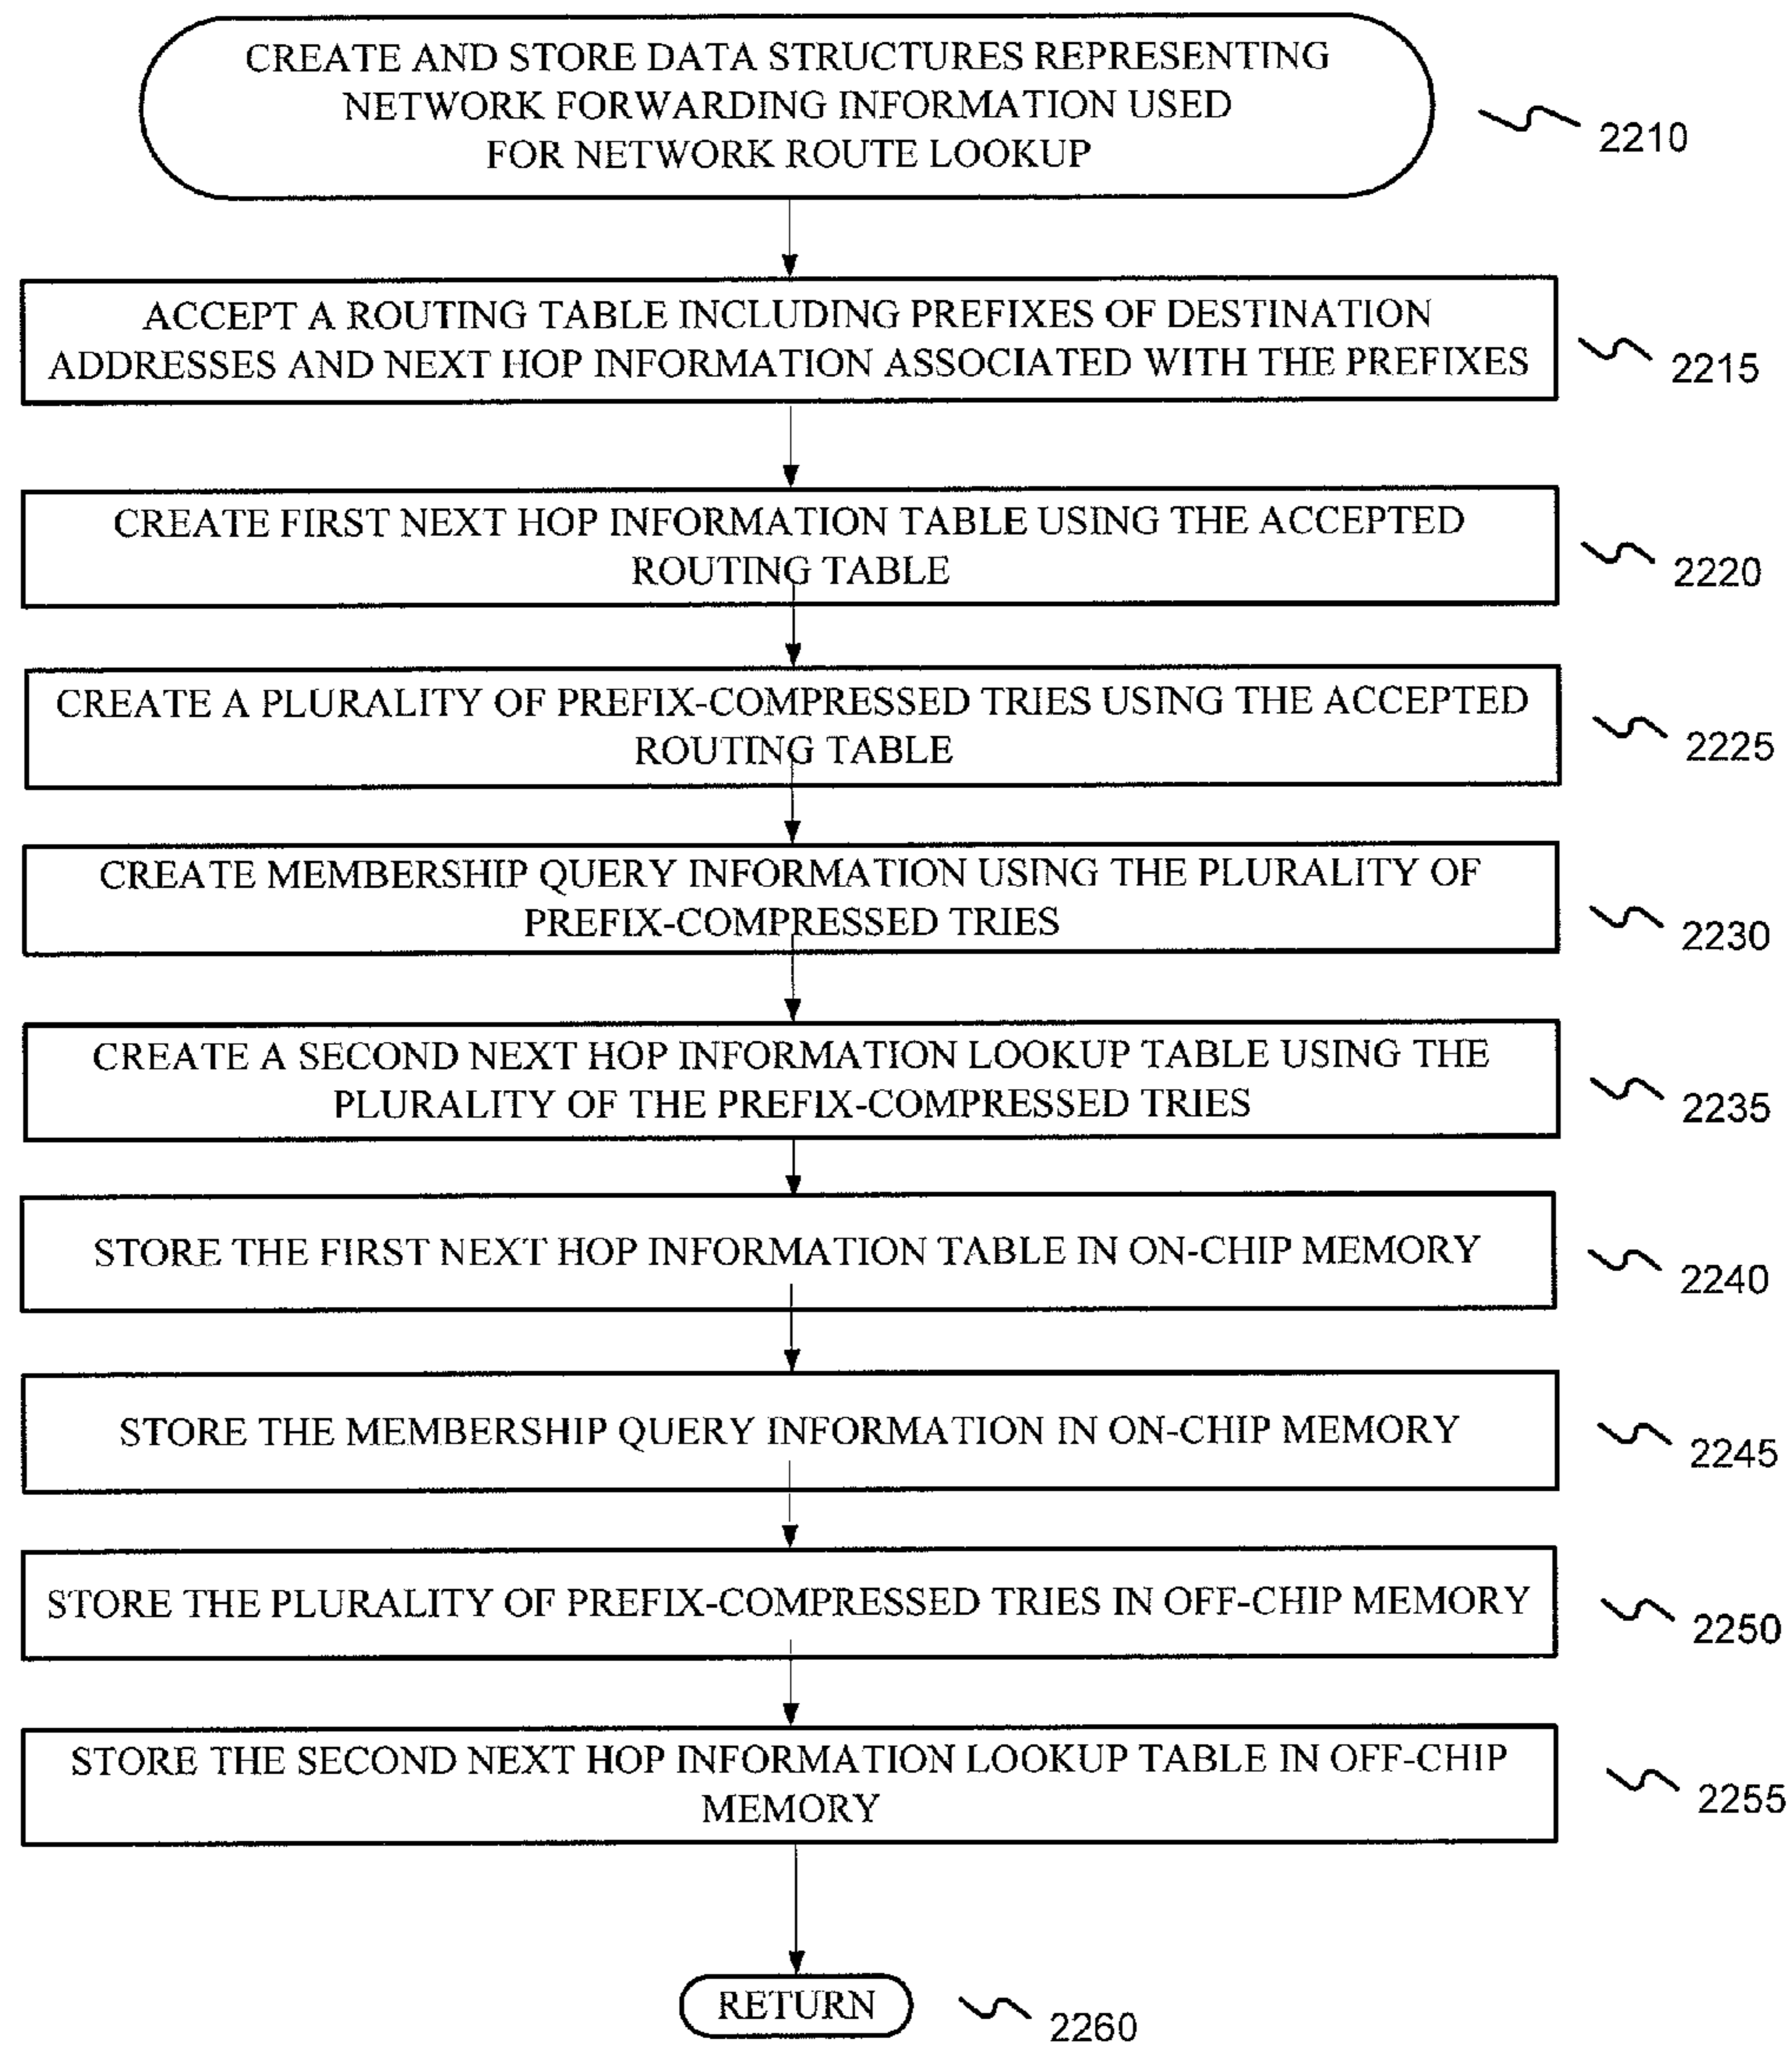 CREATE AND STORE DATA STRUCTURES REPRESENTING
NETWORK FORWARDING INFORMATION USED
FOR NETWORK ROUTE LOOKUP
2210
ACCEPT A ROUTING TABLE INCLUDING PREFIXES OF DESTINATION
ADDRESSES AND NEXT HOP INFORMATION ASSOCIATED WITH THE PREFIXES
2215
CREATE FIRST NEXT HOP INFORMATION TABLE USING THE ACCEPTED
ROUTING TABLE
2220
CREATE A PLURALITY OF PREFIX-COMPRESSED TRIES USING THE ACCEPTED
ROUTING TABLE
2225
CREATE MEMBERSHIP QUERY INFORMATION USING THE PLURALITY OF
PREFIX-COMPRESSED TRIES
2230
CREATE A SECOND NEXT HOP INFORMATION LOOKUP TABLE USING THE
PLURALITY OF THE PREFIX-COMPRESSED TRIES
2235
STORE THE FIRST NEXT HOP INFORMATION TABLE IN ON-CHIP MEMORY
2240
STORE THE MEMBERSHIP QUERY INFORMATION IN ON-CHIP MEMORY
2245
STORE THE PLURALITY OF PREFIX-COMPRESSED TRIES IN OFF-CHIP MEMORY
2250
STORE THE SECOND NEXT HOP INFORMATION LOOKUP TABLE IN OFF-CHIP
MEMORY
2255
RETURN
2260